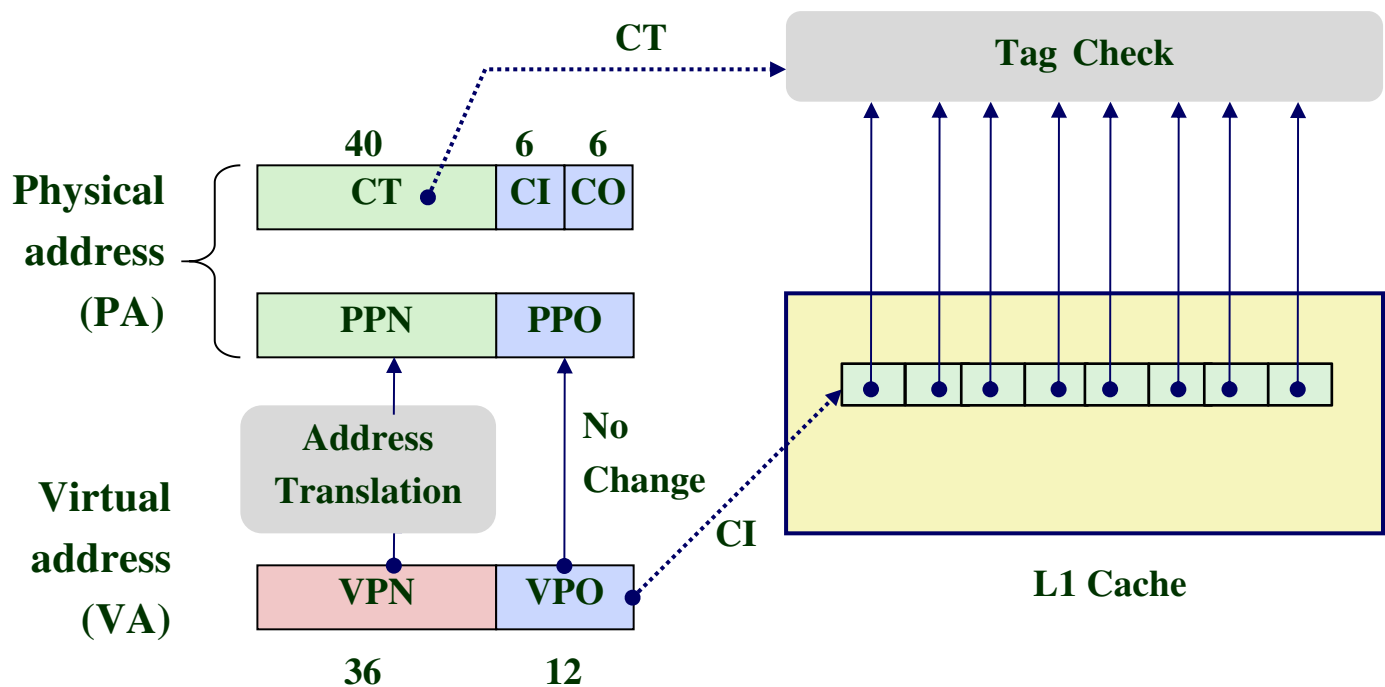 CT
Tag Check
40
6
6
Physical
address
(PA)
CT
CI
CO
PPN
PPO
Address
Translation
No
Change
Virtual
address
(VA)
CI
VPN
VPO
L1 Cache
36
12